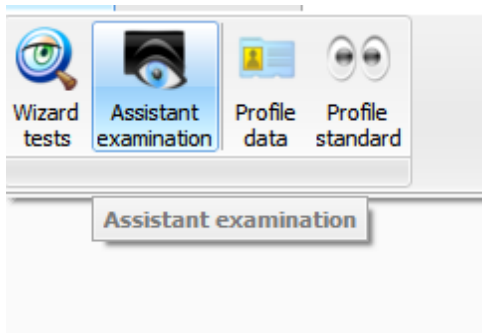 Wizard tests
Assistant examination
Profile data
Profile standard
Assistant examination